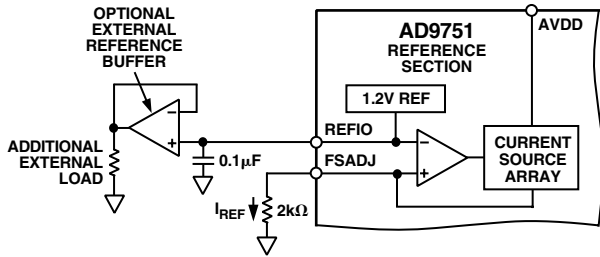 OPTIONAL
EXTERNAL
REFERENCE
BUFFER
AD9751
REFERENCE
SECTION
AVDD
1.2V REF
REFIO
−
+
−
+
ADDITIONAL
EXTERNAL
LOAD
0.1µF
FSADJ
CURRENT
SOURCE
ARRAY
IREF
2kΩ